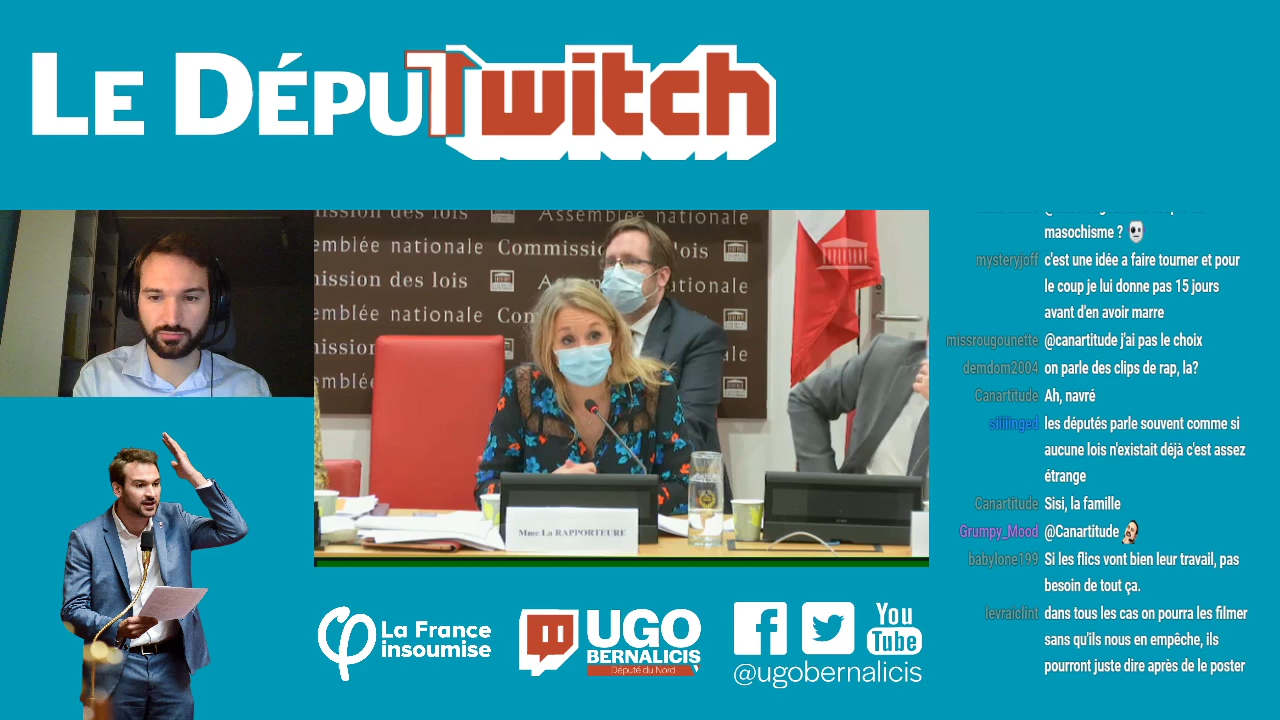 LE DÉPUTwitch
mission des lois Assemblée nationale
emblée nationale Commission lois
mission des lois
emblée nationale Com
mission
emblée
Mme La RAPPORTEURE
masochisme ?
mysteryjoff c'est une idée a faire tourner et pour
le coup je lui donne pas 15 jours
avant d'en avoir marre
missrougounette @canartitude j'ai pas le choix
demdom2004 on parle des clips de rap, la?
Canartitude Ah, navré
les députés parle souvent comme si
aucune lois n'existait déjà c'est assez
étrange
Canartitude Sisi, la famille
Grumpy_Mood @Canartitude
babylone199 Si les flics vont bien leur travail, pas
besoin de tout ça.
levraiclint dans tous les cas on pourra les filmer
sans qu'ils nous en empêche, ils
pourront juste dire après de le poster
La France
insoumise
UGO
BERNALICIS
Député du Nord
You
Tube
@ugobernalicis